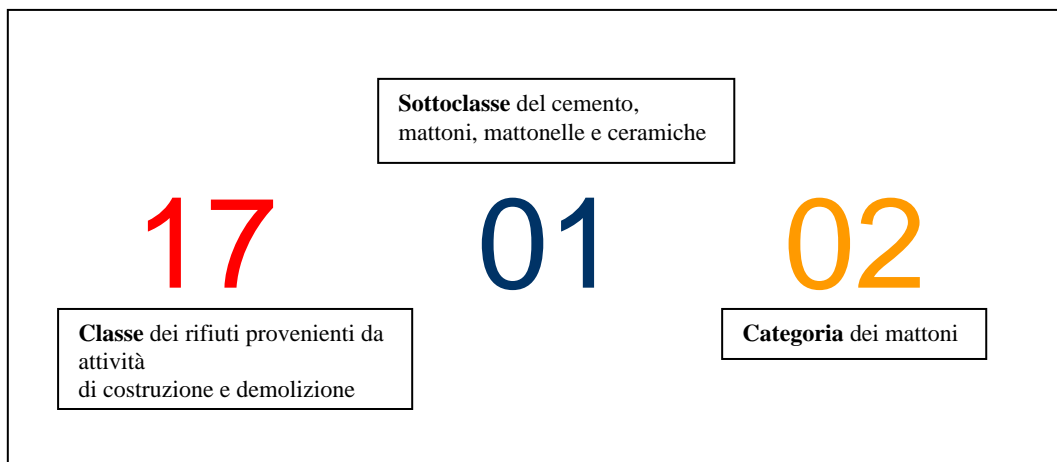 Sottoclasse del cemento,
mattoni, mattonelle e ceramiche
17 01 02
Classe dei rifiuti provenienti da
attività
di costruzione e demolizione
Categoria dei mattoni